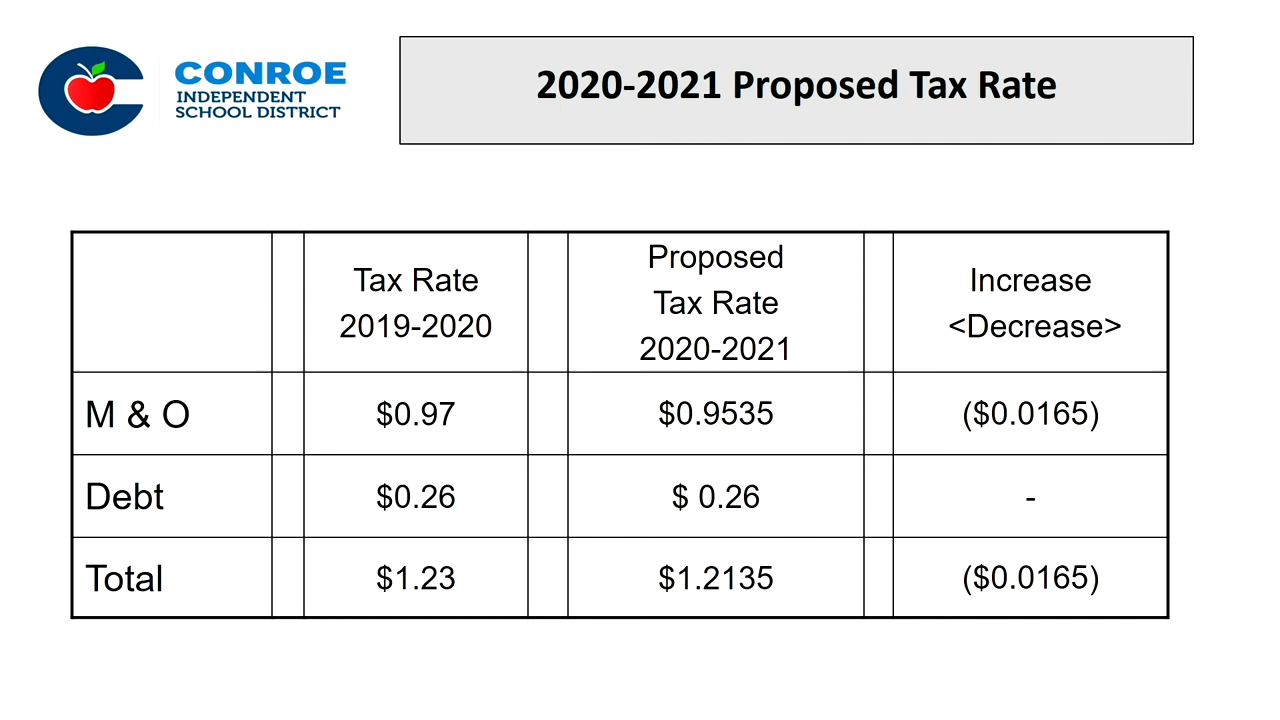 CONROE
INDEPENDENT
SCHOOL DISTRICT
2020-2021 Proposed Tax Rate
Tax Rate
2019-2020
Proposed
Tax Rate
2020-2021
Increase
<Decrease>
M & O $0.97 $0.9535 ($0.0165)
Debt $0.26 $ 0.26 -
Total $1.23 $1.2135 ($0.0165)